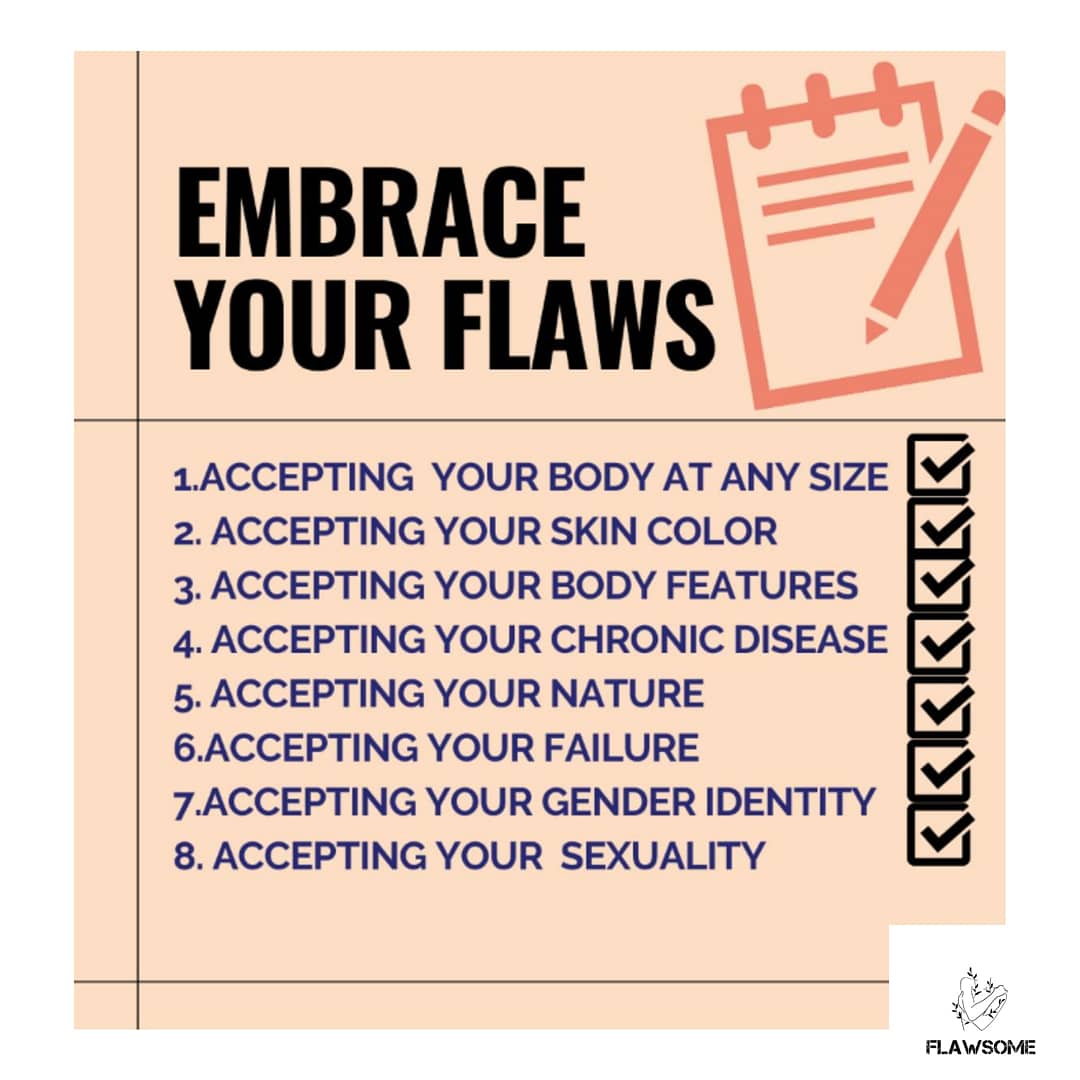 EMBRACE
YOUR FLAWS
1.ACCEPTING YOUR BODY AT ANY SIZE
2. ACCEPTING YOUR SKIN COLOR
3. ACCEPTING YOUR BODY FEATURES
4. ACCEPTING YOUR CHRONIC DISEASE
5. ACCEPTING YOUR NATURE
6.ACCEPTING YOUR FAILURE
7.ACCEPTING YOUR GENDER IDENTITY
8. ACCEPTING YOUR SEXUALITY
FLAWSOME